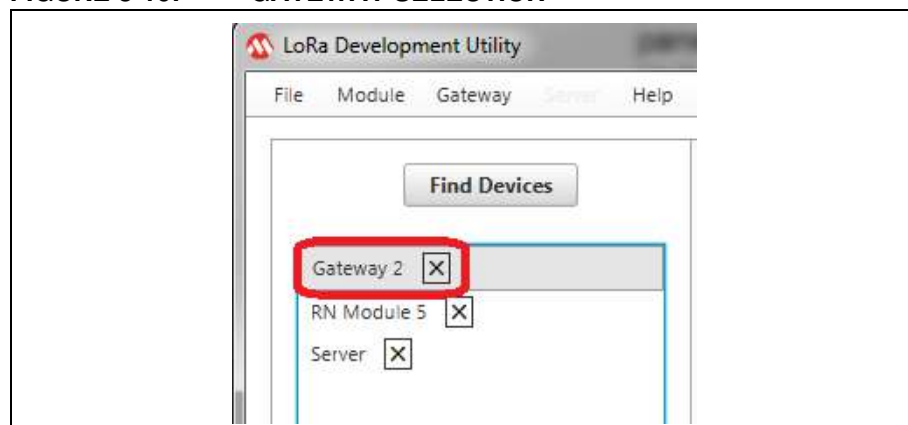 LoRa Development Utility
File Module Gateway Server Help
Find Devices
Gateway 2
RN Module 5
Server